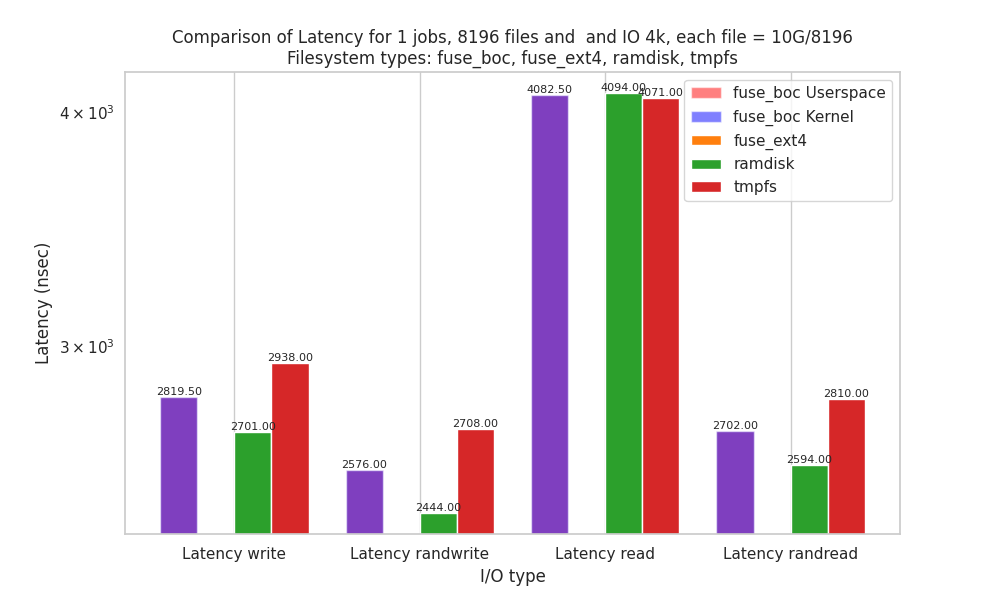 Comparison of Latency for 1 jobs, 8196 files and  and IO 4k, each file = 10G/8196
Filesystem types: fuse_boc, fuse_ext4, ramdisk, tmpfs
fuse_boc Userspace
fuse_boc Kernel
fuse_ext4
ramdisk
tmpfs
4 × 10³
3 × 10³
Latency (nsec)
2819.50
2701.00
2938.00
2576.00
2444.00
2708.00
4082.50
4094.00
4071.00
2702.00
2594.00
2810.00
Latency write
Latency randwrite
Latency read
Latency randread
I/O type